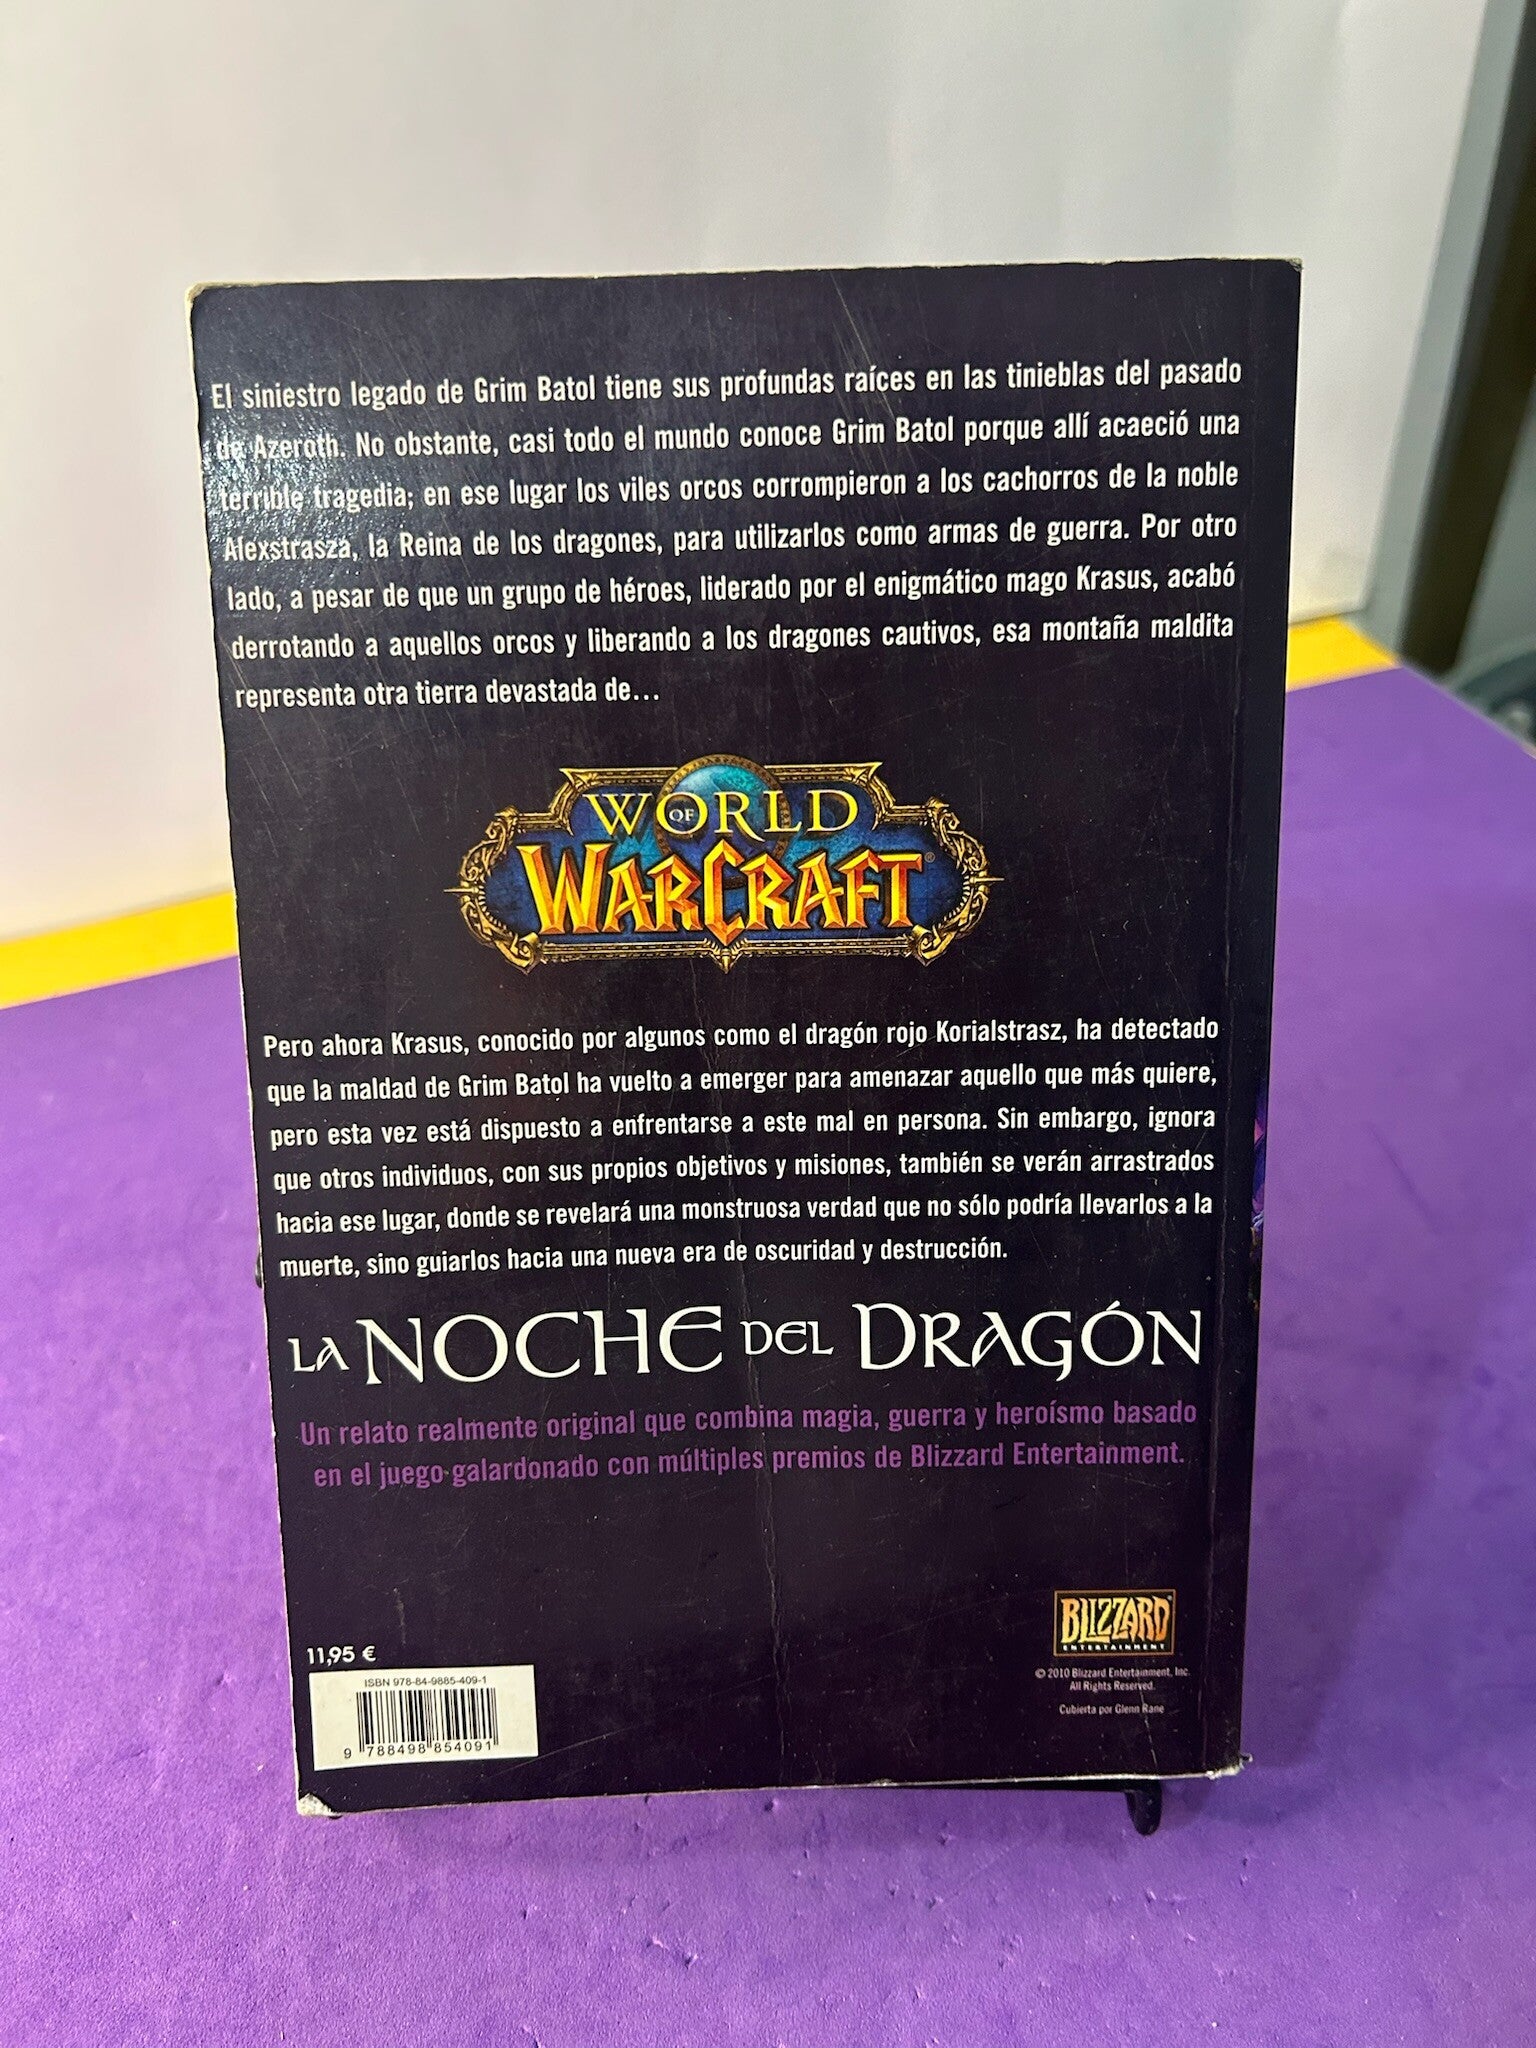 El siniestro legado de Grim Batol tiene sus profundas raíces en las tinieblas del pasado
de Azeroth. No obstante, casi todo el mundo conoce Grim Batol porque allí acaeció una
terrible tragedia; en ese lugar los viles orcos corrompieron a los cachorros de la noble
Alexstrasza, la Reina de los dragones, para utilizarlos como armas de guerra. Por otro
lado, a pesar de que un grupo de héroes, liderado por el enigmático mago Krasus, acabó
derrotando a aquellos orcos y liberando a los dragones cautivos, esa montaña maldita
representa otra tierra devastada de...
WORLD OF
WARCRAFT®
Pero ahora Krasus, conocido por algunos como el dragón rojo Korialstrasz, ha detectado
que la maldad de Grim Batol ha vuelto a emerger para amenazar aquello que más quiere,
pero esta vez está dispuesto a enfrentarse a este mal en persona. Sin embargo, ignora
que otros individuos, con sus propios objetivos y misiones, también se verán arrastrados
hacia ese lugar, donde se revelará una monstruosa verdad que no sólo podría llevarlos a la
muerte, sino guiarlos hacia una nueva era de oscuridad y destrucción.
LA NOCHE DEL DRAGÓN
Un relato realmente original que combina magia, guerra y heroísmo basado
en el juego galardonado con múltiples premios de Blizzard Entertainment.
BLIZZARD®
ENTERTAINMENT
11,95 €
ISBN 978-84-9885-409-1
9 788498 854091
© 2010 Blizzard Entertainment, Inc.
All Rights Reserved.
Cubierta por Glenn Rane